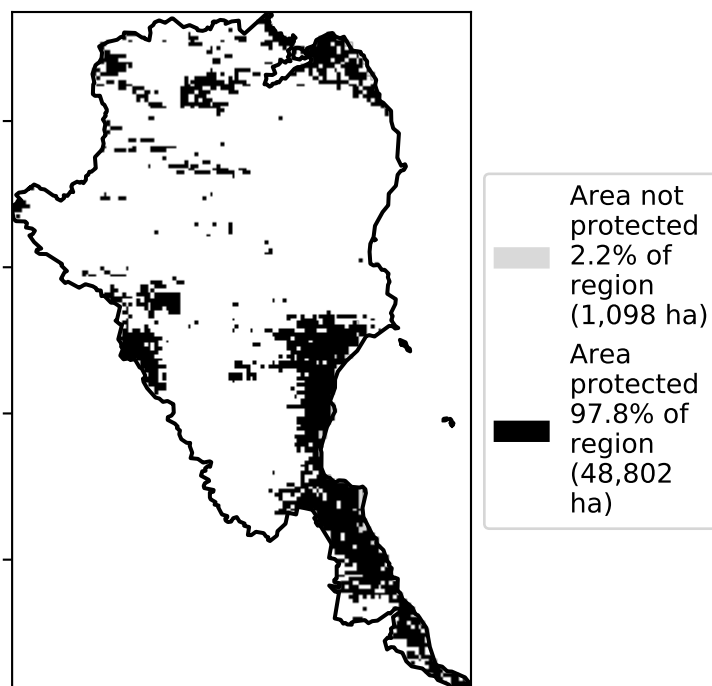 Area not
protected
2.2% of
region
(1,098 ha)
Area
protected
97.8% of
region
(48,802
ha)